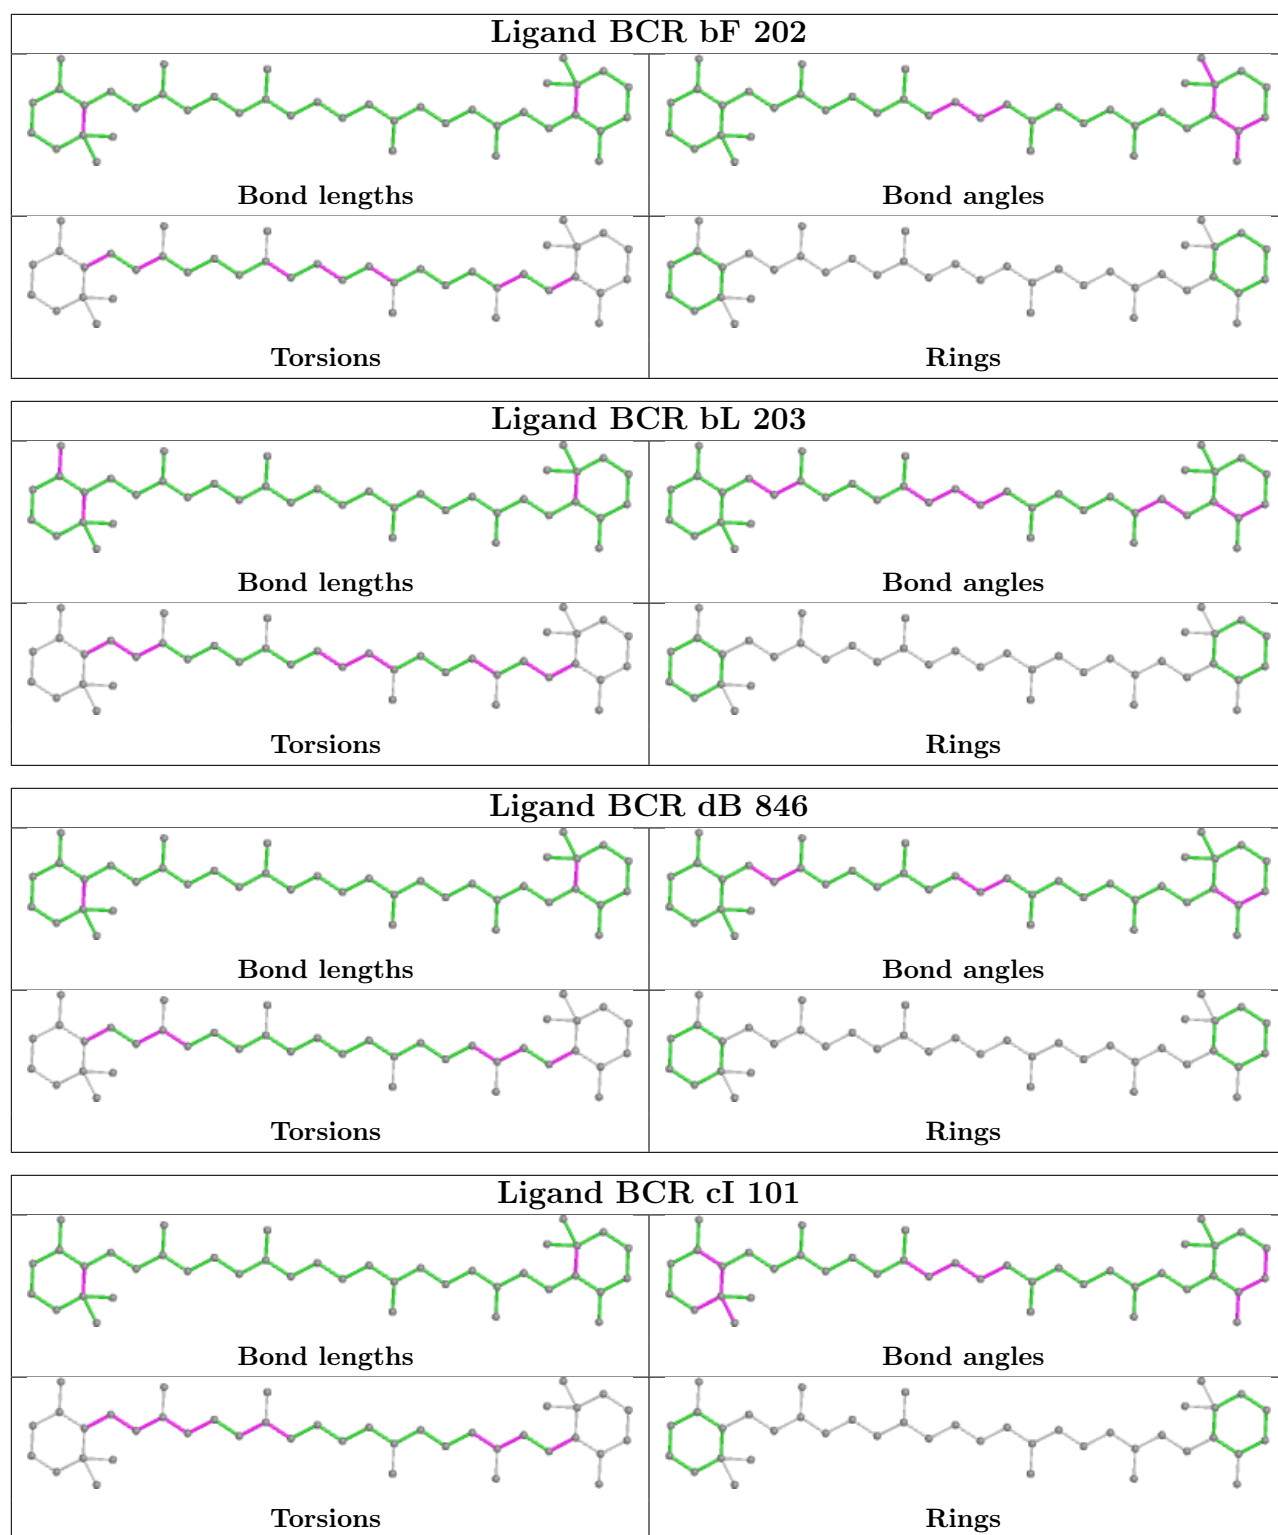 Ligand BCR bF 202
Bond lengths
Bond angles
Torsions
Rings
Ligand BCR bL 203
Bond lengths
Bond angles
Torsions
Rings
Ligand BCR dB 846
Bond lengths
Bond angles
Torsions
Rings
Ligand BCR cI 101
Bond lengths
Bond angles
Torsions
Rings